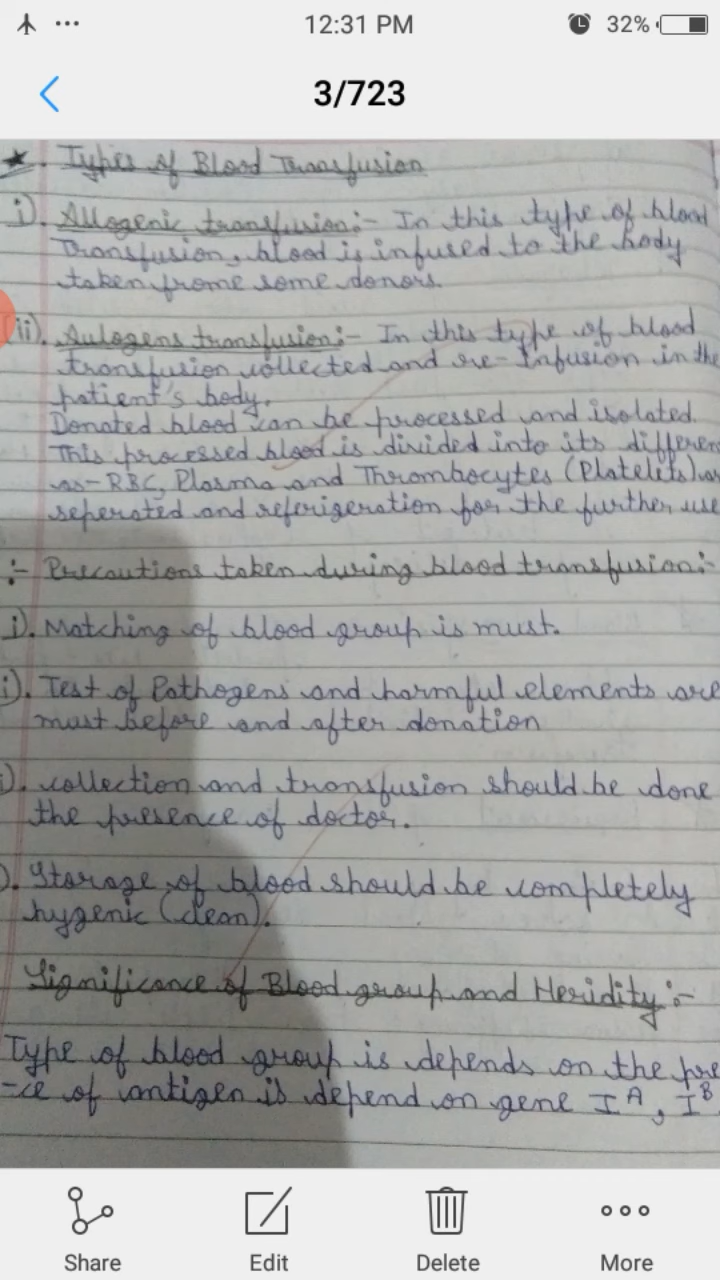 12:31 PM
32%
3/723
★. Types of Blood Transfusion
i). Allogenic transfusion:- In this type of blood
Transfusion, blood is infused to the body
taken frome some donors.
ii). Aulogens transfusion:- In this type of blood
transfusion collected and re-Infusion in the
patient's body.
Donated blood can be processed and isolated.
This processed blood is divided into its differen
as-RBC, Plasma and Thrombocytes (Platelets)
seperated and referigeration for the further use
:- Precautions taken during blood transfusion:-
i). Matching of blood group is must.
i). Test of Pathogens and harmful elements are
must before and after donation
). collection and transfusion should be done
the presence of doctor.
). Storage of blood should be completely
hygenic (clean).
Significance of Blood group and Heridity:-
Type of blood group is depends on the pre
-ce of antigen is depend on gene I^A, I^B
Share Edit Delete More